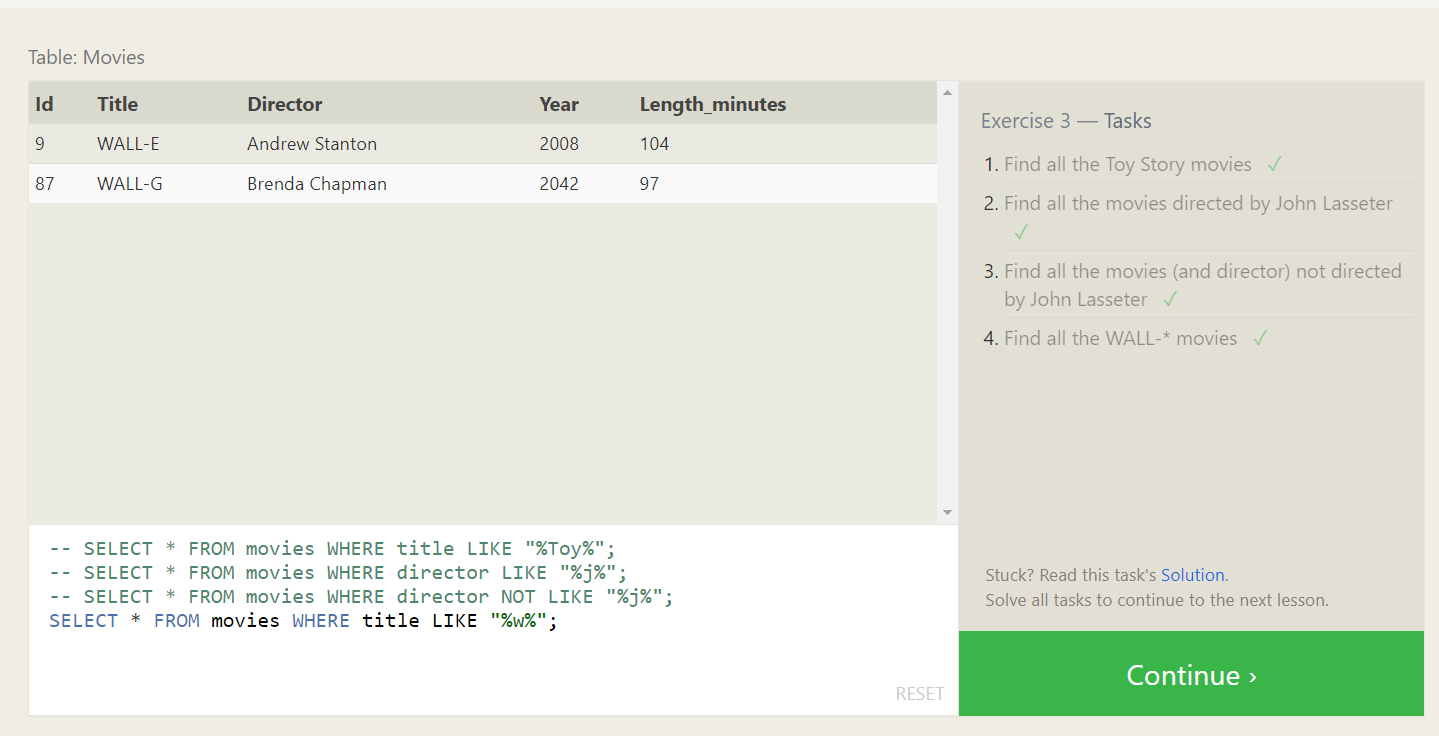 Table: Movies
Id Title Director Year Length_minutes
9 WALL-E Andrew Stanton 2008 104
87 WALL-G Brenda Chapman 2042 97
-- SELECT * FROM movies WHERE title LIKE "%Toy%";
-- SELECT * FROM movies WHERE director LIKE "%j%";
-- SELECT * FROM movies WHERE director NOT LIKE "%j%";
SELECT * FROM movies WHERE title LIKE "%w%";
RESET
Exercise 3 — Tasks
1. Find all the Toy Story movies ✓
2. Find all the movies directed by John Lasseter
✓
3. Find all the movies (and director) not directed
by John Lasseter ✓
4. Find all the WALL-* movies ✓
Stuck? Read this task's Solution.
Solve all tasks to continue to the next lesson.
Continue ›